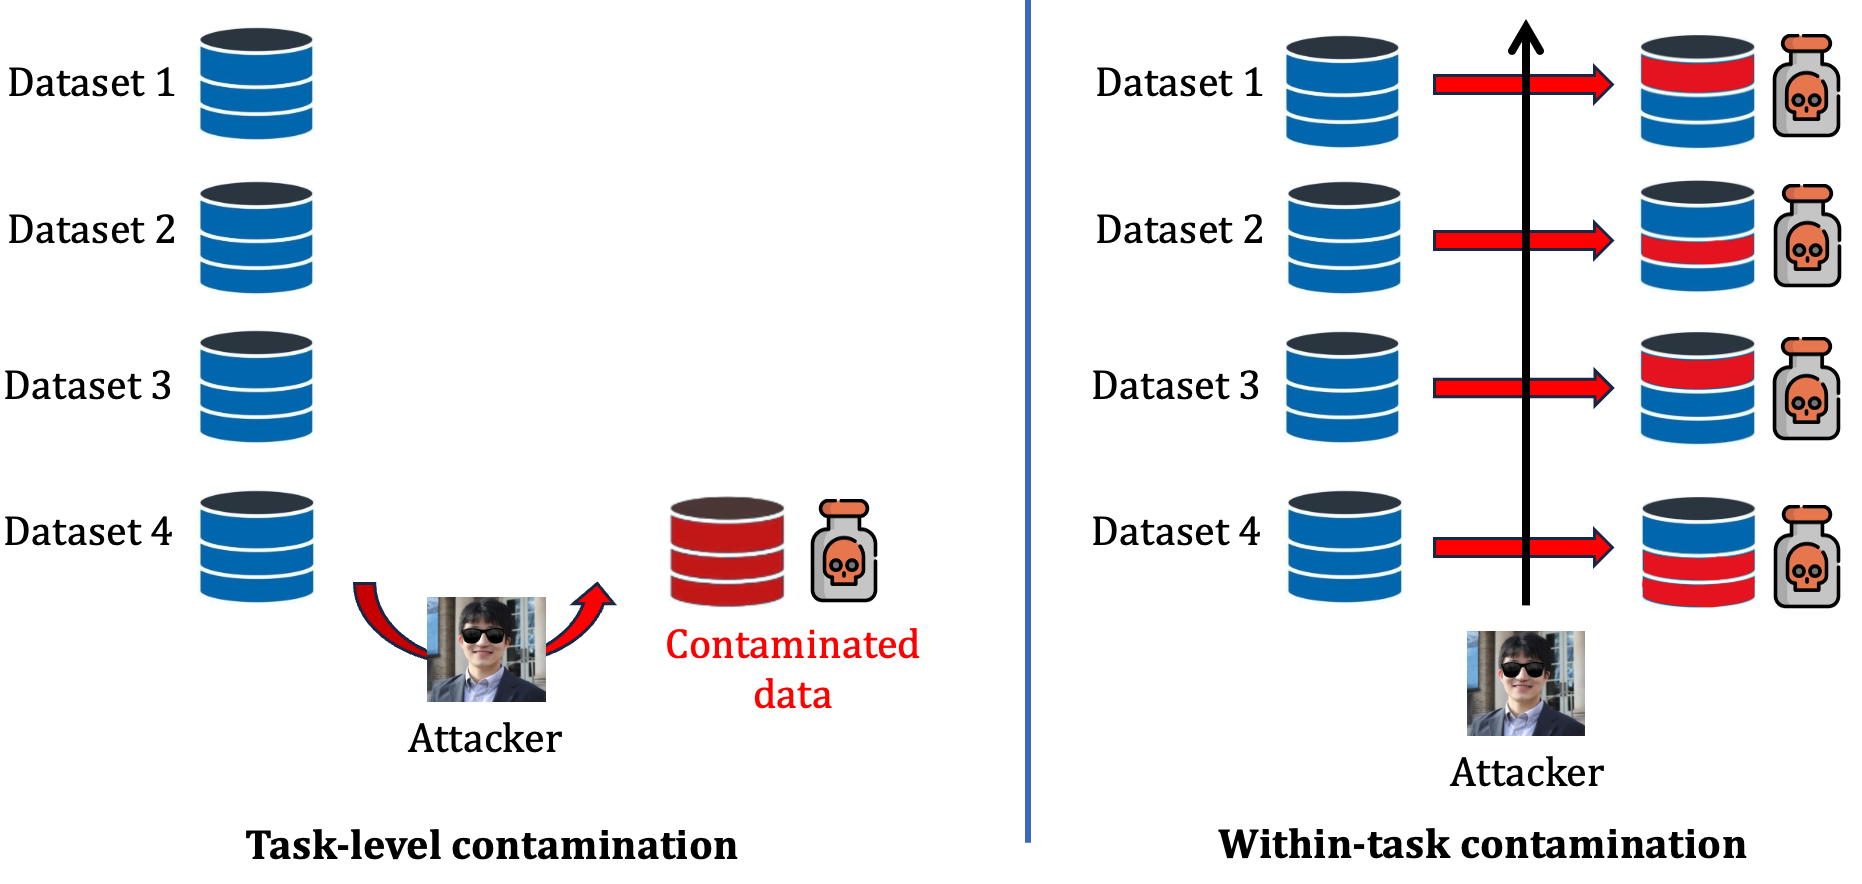 Dataset 1
Dataset 2
Dataset 3
Dataset 4
Contaminated
data
Attacker
Task-level contamination
Dataset 1
Dataset 2
Dataset 3
Dataset 4
Attacker
Within-task contamination